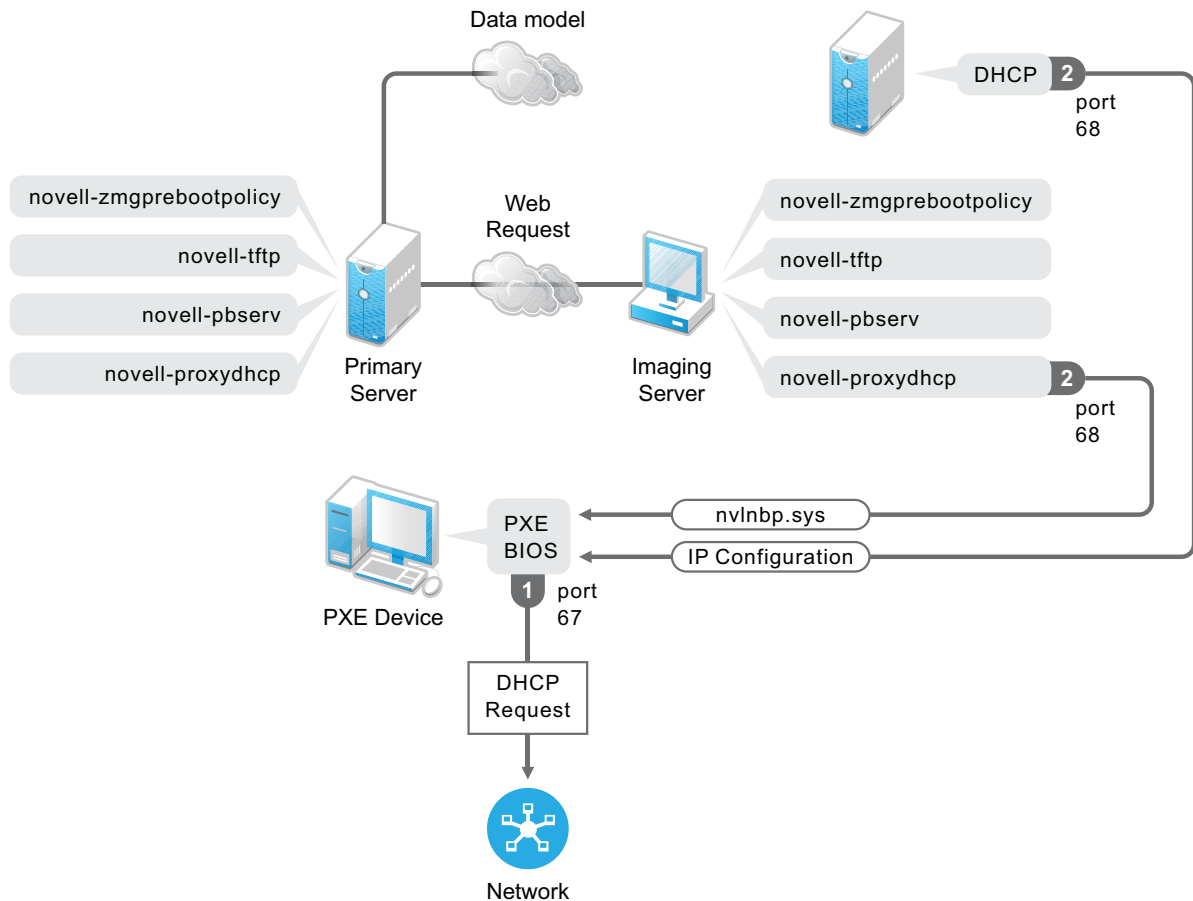 Data model
DHCP
2
port
68
novell-zmgprebootpolicy
novell-tftp
novell-pbserv
novell-proxydhcp
Primary
Server
Web
Request
Imaging
Server
novell-zmgprebootpolicy
novell-tftp
novell-pbserv
novell-proxydhcp
2
port
68
PXE Device
PXE
BIOS
nvlnbp.sys
IP Configuration
1
port
67
DHCP
Request
Network